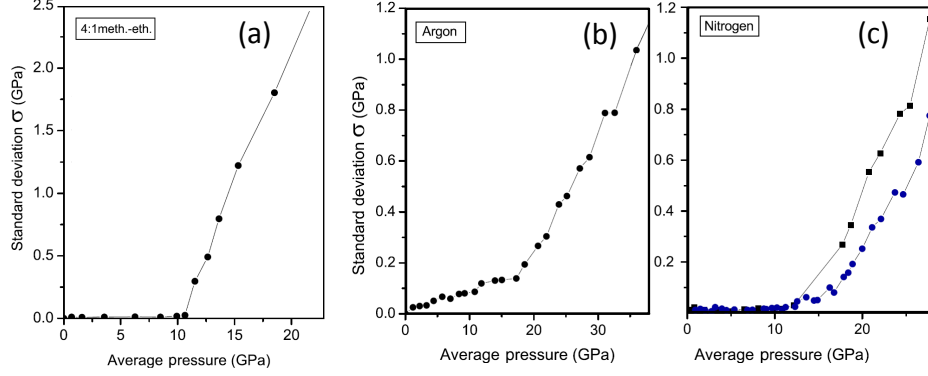 4:1meth.-eth.
(a)
Standard deviation σ (GPa)
2.5
2.0
1.5
1.0
0.5
0.0
0 5 10 15 20
Average pressure (GPa)
Argon
(b)
Standard deviation σ (GPa)
1.2
1.0
0.8
0.6
0.4
0.2
0.0
0 10 20 30
Average pressure (GPa)
Nitrogen
(c)
1.2
1.0
0.8
0.6
0.4
0.2
0 10 20
Average pressure (GPa)